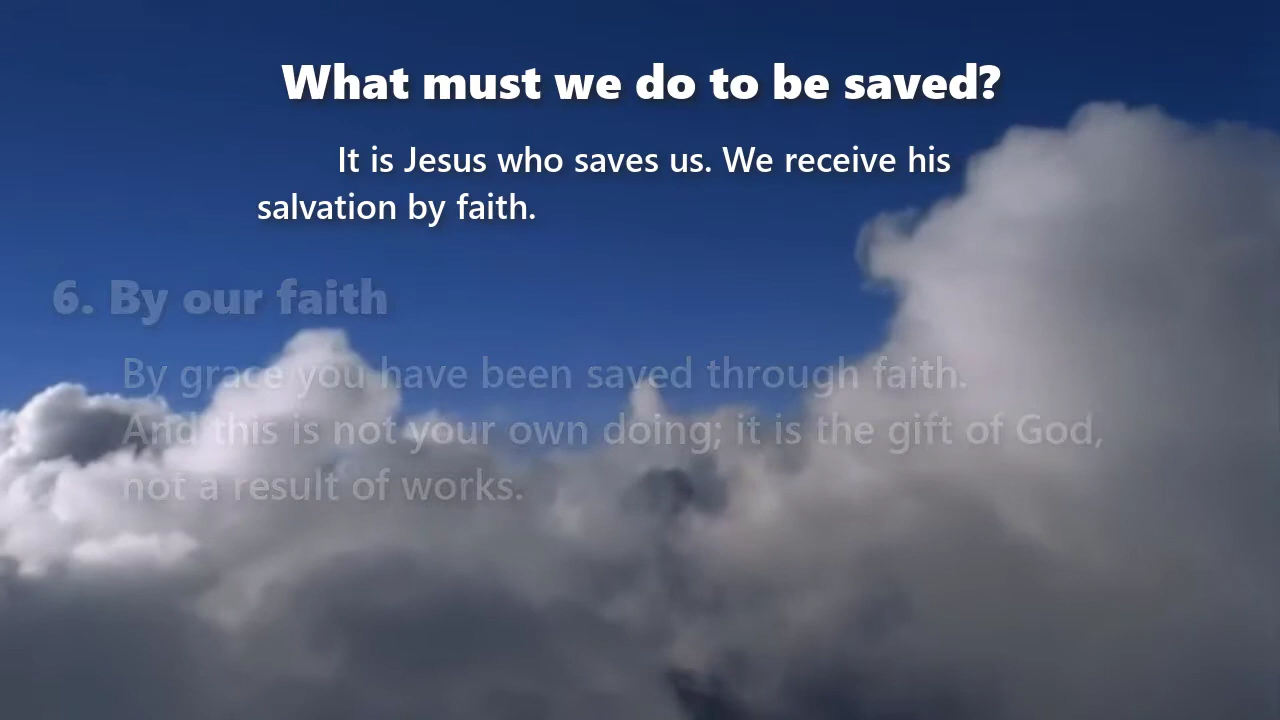 What must we do to be saved?
It is Jesus who saves us. We receive his
salvation by faith.
6. By our faith
By grace you have been saved through faith.
And this is not your own doing; it is the gift of God,
not a result of works.